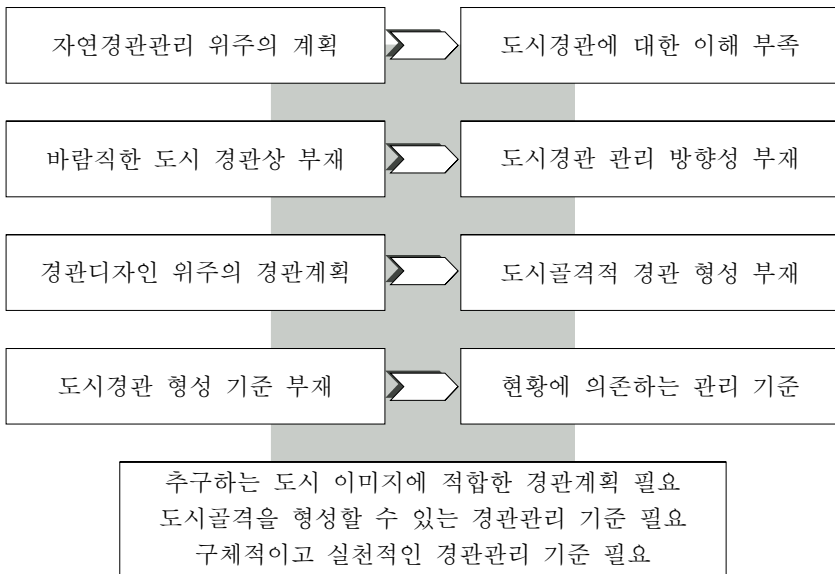 자연경관관리 위주의 계획
도시경관에 대한 이해 부족
바람직한 도시 경관상 부재
도시경관 관리 방향성 부재
경관디자인 위주의 경관계획
도시골격적 경관 형성 부재
도시경관 형성 기준 부재
현황에 의존하는 관리 기준
추구하는 도시 이미지에 적합한 경관계획 필요
도시골격을 형성할 수 있는 경관관리 기준 필요
구체적이고 실천적인 경관관리 기준 필요